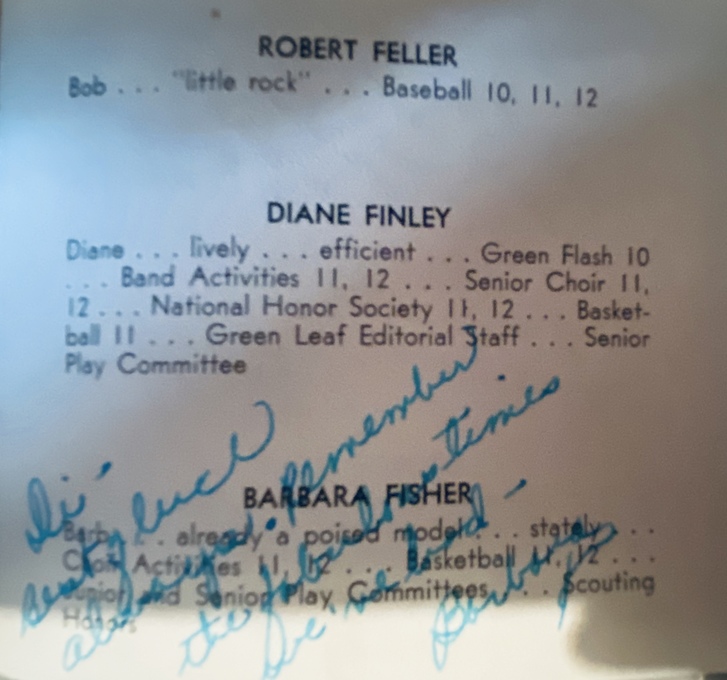 ROBERT FELLER
Bob . . . "little rock" . . . Baseball 10, 11, 12
DIANE FINLEY
Diane . . . lively . . . efficient . . . Green Flash 10
. . . Band Activities 11, 12 . . . Senior Choir 11,
12 . . . National Honor Society 11, 12 . . . Basket-
ball 11 . . . Green Leaf Editorial Staff . . . Senior
Play Committee
BARBARA FISHER
Barb . . . already a poised model . . . stately . . .
Choir Activities 11, 12 . . . Basketball 11, 12 . . .
Junior and Senior Play Committees . . . Scouting
Honors
Di -
Best of luck
always. Remember
the fabulous times
we've had -
Barbara